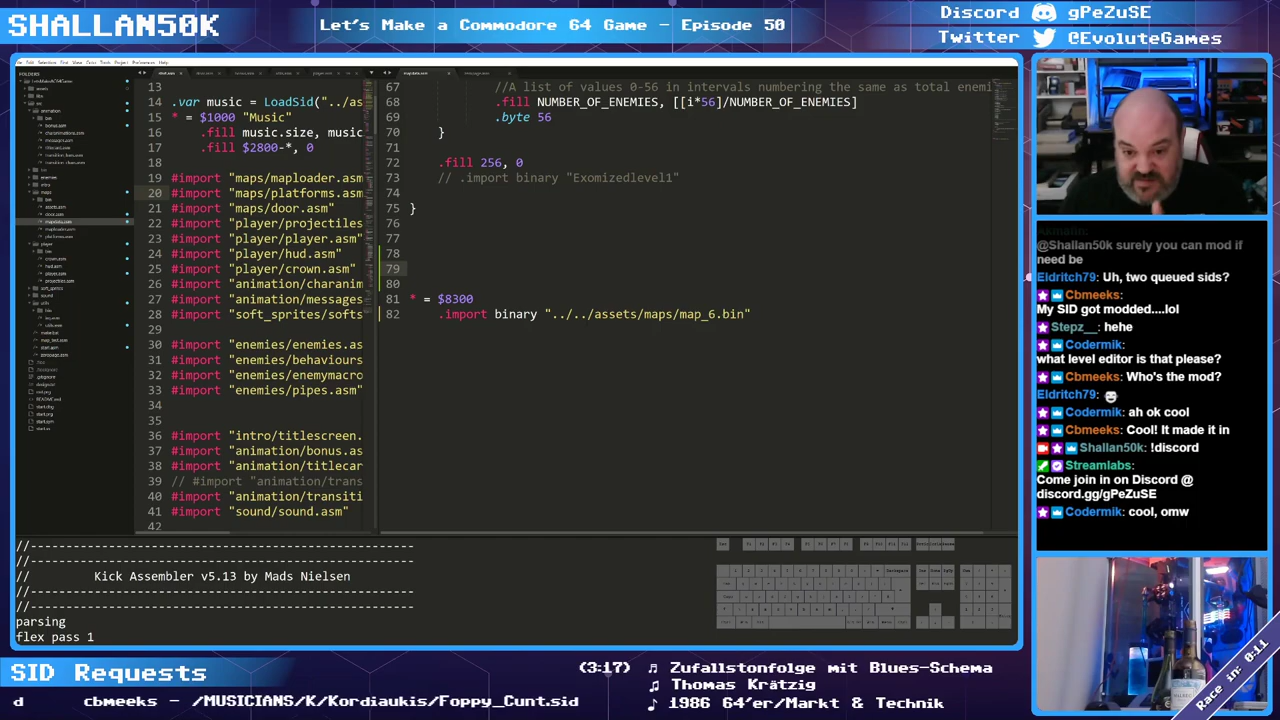 SHALLAN50K
Let's Make a Commodore 64 Game - Episode 50
Discord gPeZuSE
Twitter @EvoluteGames
FOLDERS
13
14 .var music = LoadSid("../as
15 * = $1000 "Music"
16 .fill music.size, music
17 .fill $2800-*, 0
18
19 #import "maps/maploader.asm
20 #import "maps/platforms.asm
21 #import "maps/door.asm"
22 #import "player/projectiles
23 #import "player/player.asm"
24 #import "player/hud.asm"
25 #import "player/crown.asm"
26 #import "animation/charanim
27 #import "animation/messages
28 #import "soft_sprites/softs
29
30 #import "enemies/enemies.as
31 #import "enemies/behaviours
32 #import "enemies/enemymacro
33 #import "enemies/pipes.asm"
34
35
36 #import "intro/titlescreen.
37 #import "animation/bonus.as
38 #import "animation/titlecar
39 // #import "animation/trans
40 #import "animation/transiti
41 #import "sound/sound.asm"
42
67 //A list of values 0-56 in intervals numbering the same as total enemi
68 .fill NUMBER_OF_ENEMIES, [[i*56]/NUMBER_OF_ENEMIES]
69 .byte 56
70 }
71
72 .fill 256, 0
73 // .import binary "Exomizedlevel1"
74
75 }
76
77
78
79
80
81 * = $8300
82 .import binary "../../assets/maps/map_6.bin"
//--------------------------------------------------
//--------------------------------------------------
// Kick Assembler v5.13 by Mads Nielsen
//--------------------------------------------------
//--------------------------------------------------
parsing
flex pass 1
@Shallan50k surely you can mod if
need be
Eldritch79: Uh, two queued sids?
Cbmeeks:
My SID got modded....lol
Stepz__: hehe
Codermik:
what level editor is that please?
Cbmeeks: Who's the mod?
Eldritch79:
Codermik: ah ok cool
Cbmeeks: Cool! It made it in
Shallan50k: !discord
Streamlabs:
Come join in on Discord @
discord.gg/gPeZuSE
Codermik: cool, omw
Race in: 0:11
SID Requests
d cbmeeks - /MUSICIANS/K/Kordiaukis/Foppy_Cunt.sid
(3:17) ♫ Zufallstonfolge mit Blues-Schema
♫ Thomas Krätzig
♪ 1986 64'er/Markt & Technik